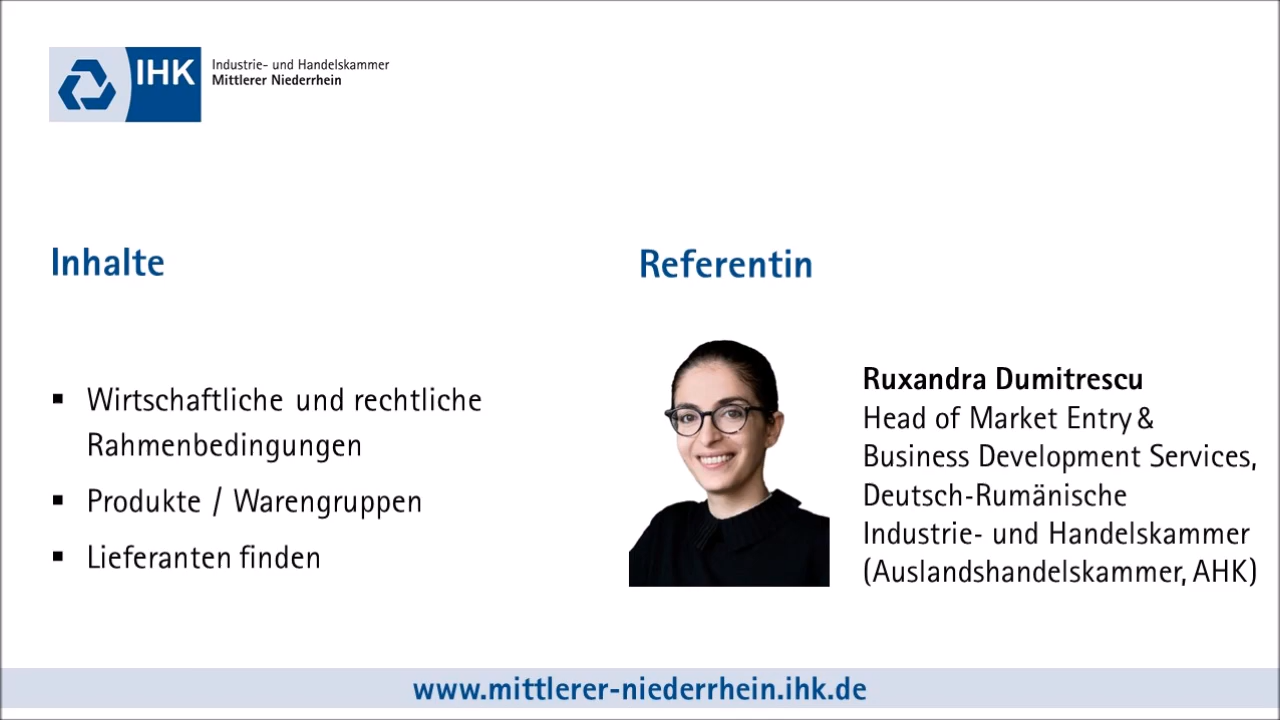 IHK
Industrie- und Handelskammer
Mittlerer Niederrhein
Inhalte
▪ Wirtschaftliche und rechtliche
Rahmenbedingungen
▪ Produkte / Warengruppen
▪ Lieferanten finden
Referentin
Ruxandra Dumitrescu
Head of Market Entry &
Business Development Services,
Deutsch-Rumänische
Industrie- und Handelskammer
(Auslandshandelskammer, AHK)
www.mittlerer-niederrhein.ihk.de